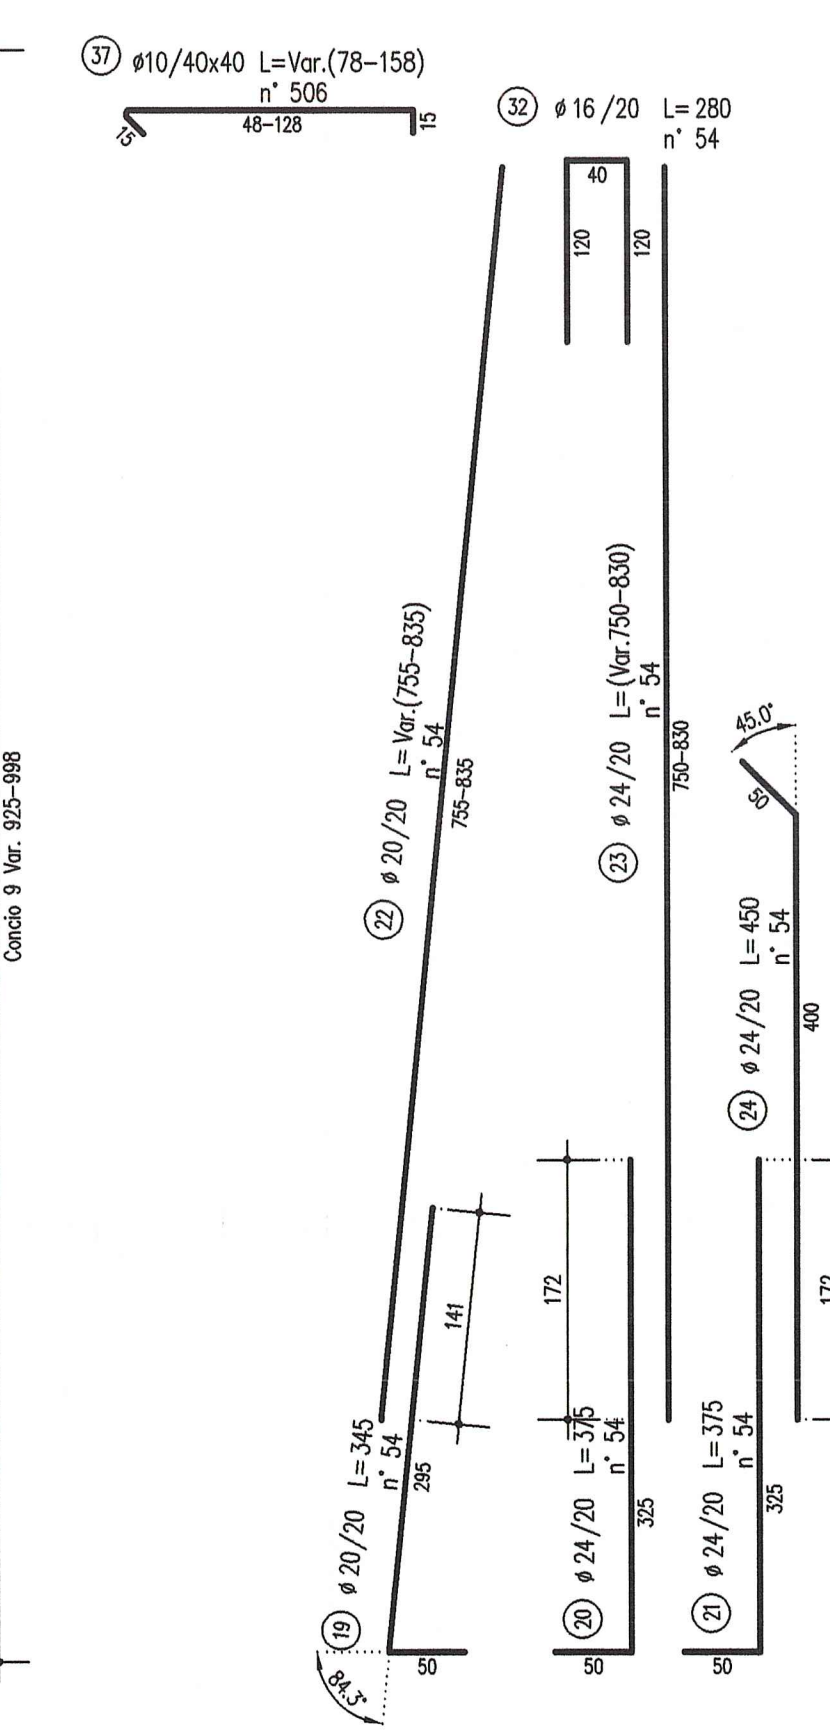 37 ø10/40x40 L=Var.(78-158)
n° 506
15
48-128
15
32 ø 16/20 L= 280
n° 54
40
120
120
Concio 9 Var. 925-998
22 ø 20/20 L=Var.(755-835)
n° 54
755-835
23 ø 24/20 L=(Var.750-830)
n° 54
750-830
45.0°
50
24 ø 24/20 L=450
n° 54
400
141
172
172
19 ø 20/20 L=345
n° 54
295
50
84.3°
20 ø 24/20 L=375
n° 54
325
50
21 ø 24/20 L=375
n° 54
325
50